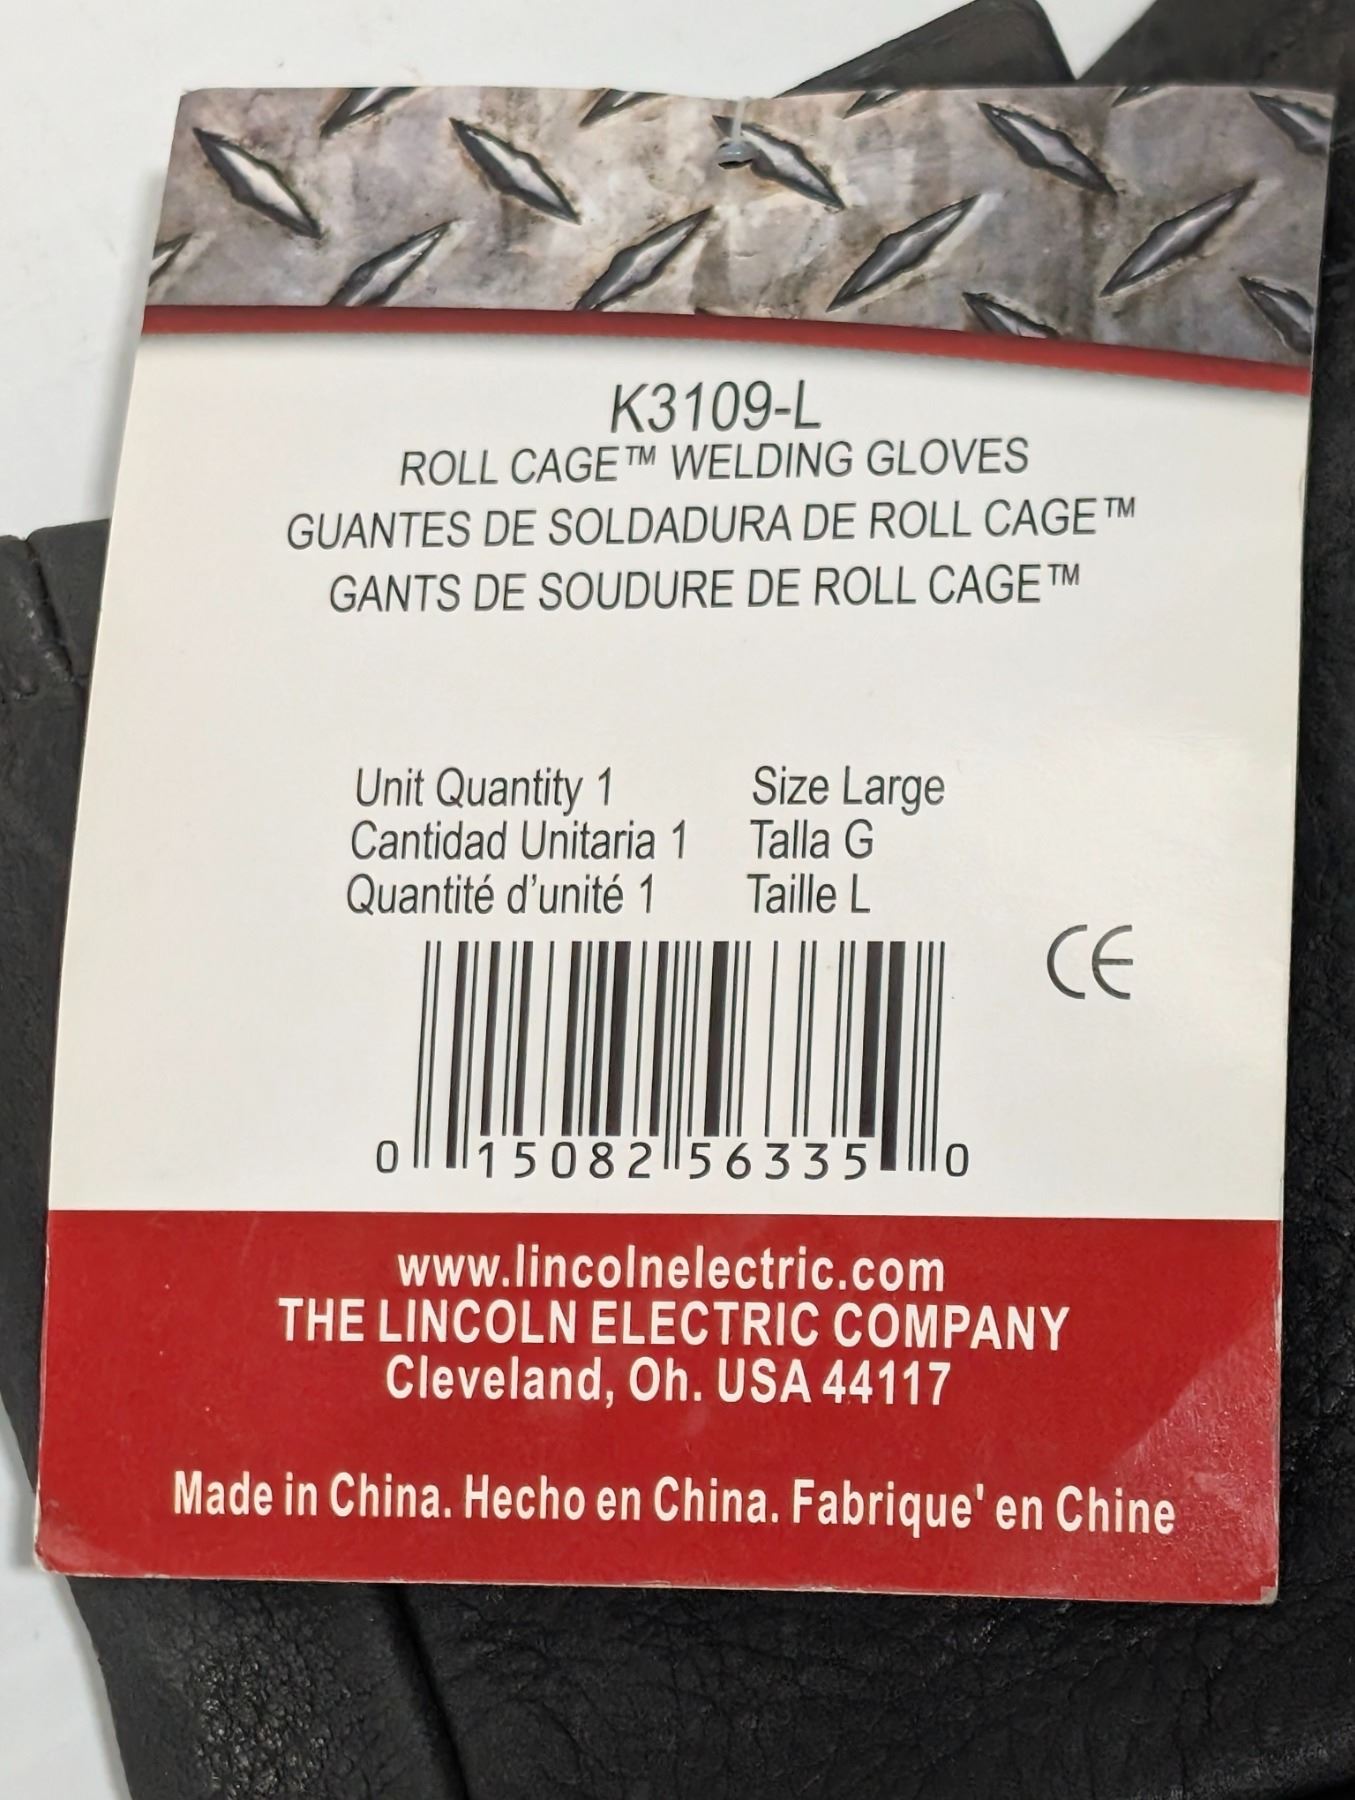 K3109-L
ROLL CAGE™ WELDING GLOVES
GUANTES DE SOLDADURA DE ROLL CAGE™
GANTS DE SOUDURE DE ROLL CAGE™
Unit Quantity 1 Size Large
Cantidad Unitaria 1 Talla G
Quantité d'unité 1 Taille L
CE
0 15082 56335 0
www.lincolnelectric.com
THE LINCOLN ELECTRIC COMPANY
Cleveland, Oh. USA 44117
Made in China. Hecho en China. Fabrique' en Chine